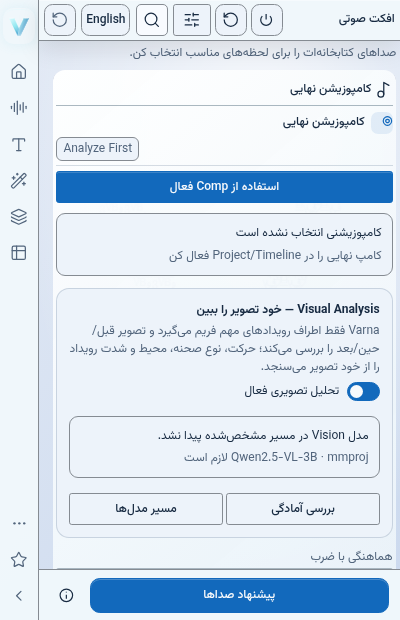 افکت صوتی
English
صداهای کتابخانه‌ات را برای لحظه‌های مناسب انتخاب کن.
کامپوزیشن نهایی
کامپوزیشن نهایی
Analyze First
استفاده از Comp فعال
کامپوزیشنی انتخاب نشده است
کامپ نهایی را در Project/Timeline فعال کن
Visual Analysis — خود تصویر را ببین
Varna فقط اطراف رویدادهای مهم فریم می‌گیرد و تصویر قبل/
حین/بعد را بررسی می‌کند؛ حرکت، نوع صحنه، محیط و شدت رویداد
را از خود تصویر می‌سنجد.
تحلیل تصویری فعال
مدل Vision در مسیر مشخص‌شده پیدا نشد.
Qwen2.5-VL-3B · mmproj لازم است
بررسی آمادگی
مسیر مدل‌ها
هماهنگی با ضرب
پیشنهاد صداها